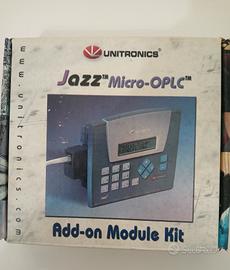 UNITRONICS®
Jazz™ Micro-OPLC™
www.unitronics.com
Add-on Module Kit